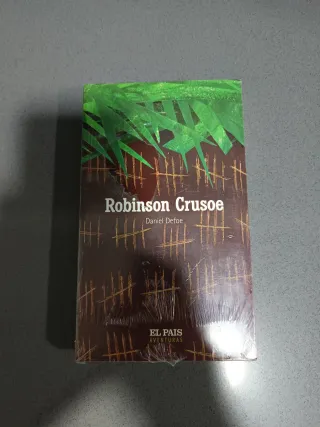 Robinson Crusoe
Daniel Defoe
EL PAIS
AVENTURAS